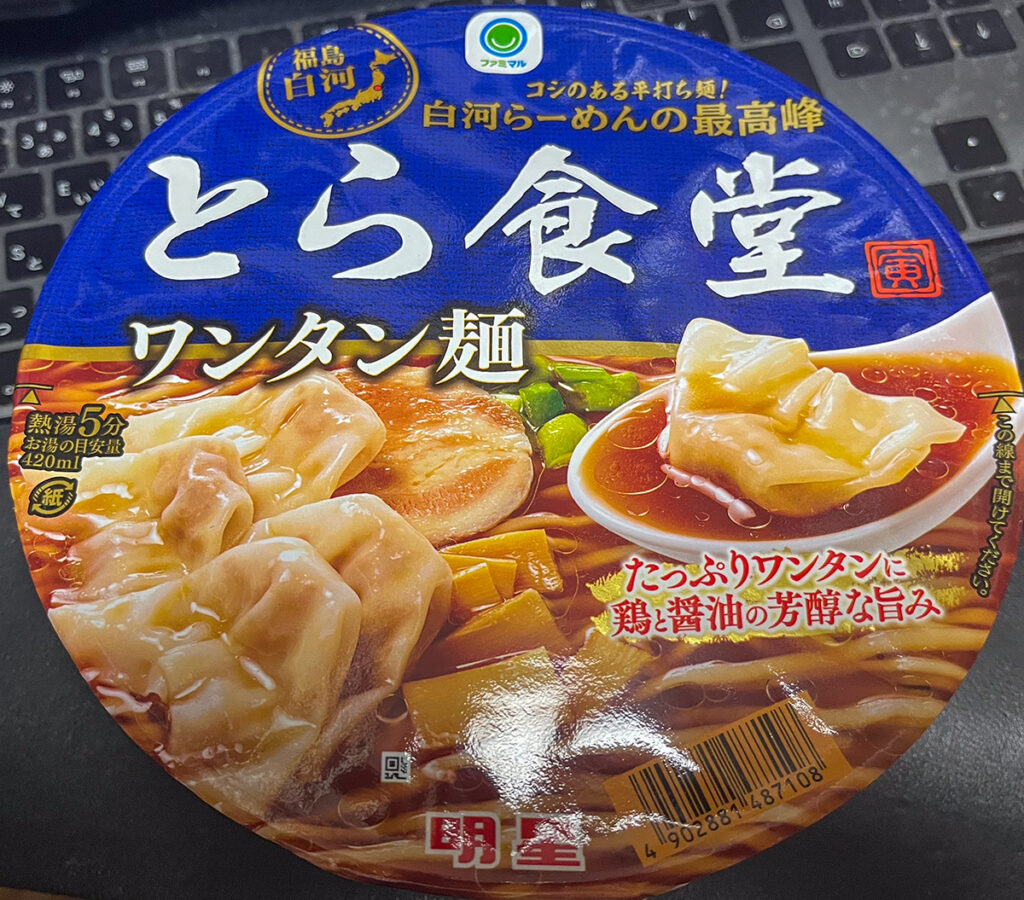 ファミマル
福島
白河
コシのある平打ち麺!
白河らーめんの最高峰
とら食堂
寅
ワンタン麺
熱湯5分
お湯の目安量
420ml
紙
この線まで開けてください。
たっぷりワンタンに
鶏と醤油の芳醇な旨み
明星
4 902881 487108